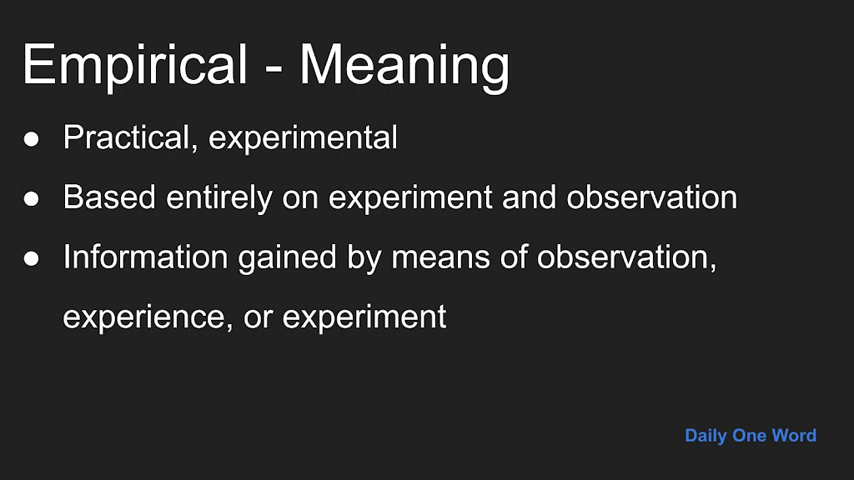 Empirical - Meaning
● Practical, experimental
● Based entirely on experiment and observation
● Information gained by means of observation,
experience, or experiment
Daily One Word